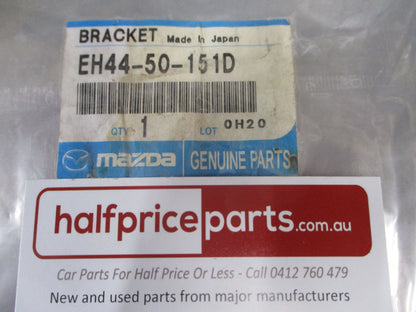 BRACKET Made In Japan
EH44-50-151D
QTY 1 LOT 0H20
mazda GENUINE PARTS
halfpriceparts.com.au
Car Parts For Half Price Or Less - Call 0412 760 479
New and used parts from major manufacturers